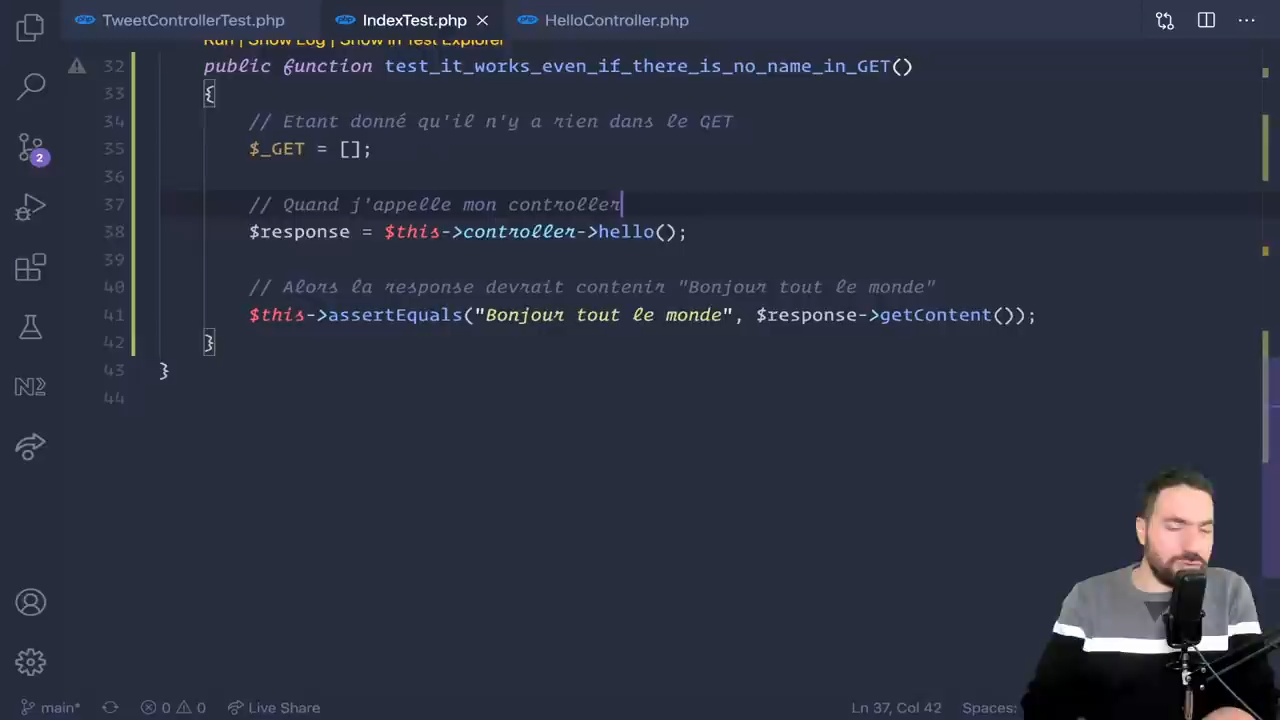 TweetControllerTest.php
IndexTest.php
HelloController.php
Run | Show Log | Show in Test Explorer
32 public function test_it_works_even_if_there_is_no_name_in_GET()
33 {
34 // Etant donné qu'il n'y a rien dans le GET
35 $_GET = [];
36
37 // Quand j'appelle mon controller
38 $response = $this->controller->hello();
39
40 // Alors la response devrait contenir "Bonjour tout le monde"
41 $this->assertEquals("Bonjour tout le monde", $response->getContent());
42 }
43 }
44
2
main* 0 0 Live Share Ln 37, Col 42 Spaces: